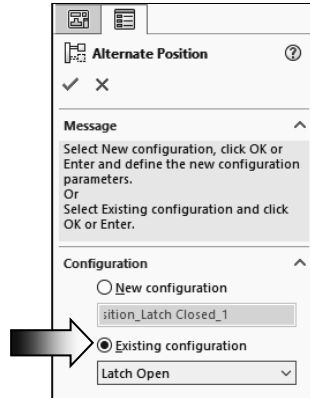 Alternate Position
Message
Select New configuration, click OK or
Enter and define the new configuration
parameters.
Or
Select Existing configuration and click
OK or Enter.
Configuration
New configuration
sition_Latch Closed_1
Existing configuration
Latch Open